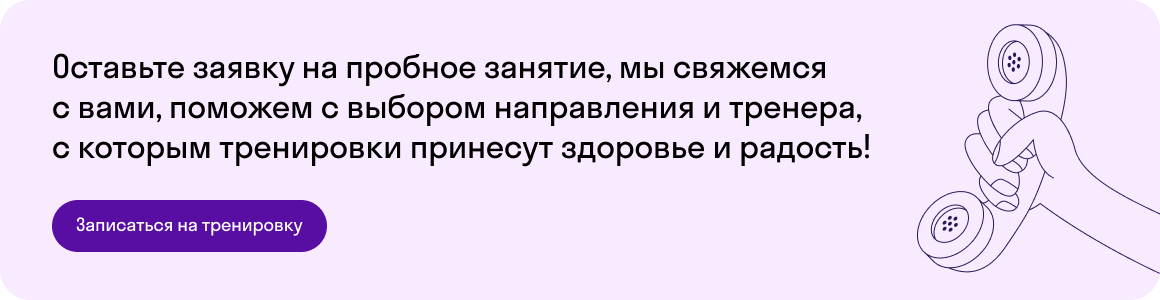 Оставьте заявку на пробное занятие, мы свяжемся
с вами, поможем с выбором направления и тренера,
с которым тренировки принесут здоровье и радость!
Записаться на тренировку